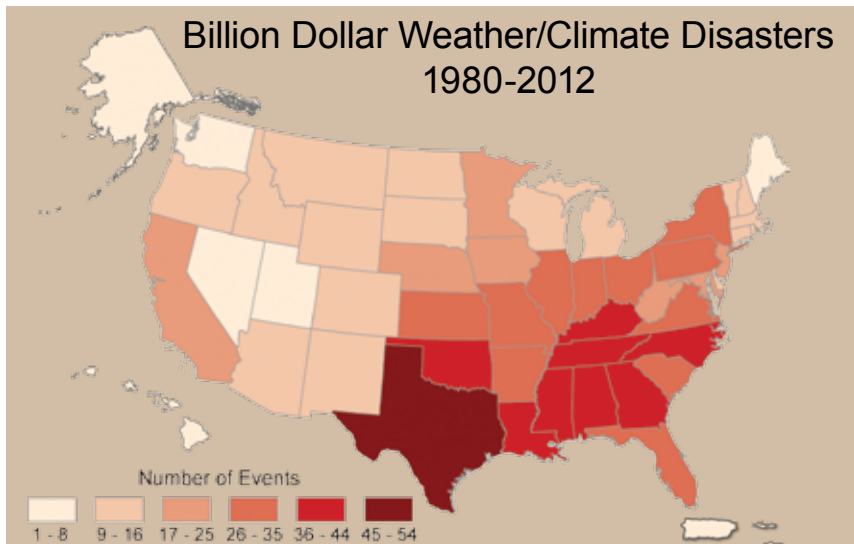 Billion Dollar Weather/Climate Disasters
1980-2012
Number of Events
1 - 8 9 - 16 17 - 25 26 - 35 36 - 44 45 - 54